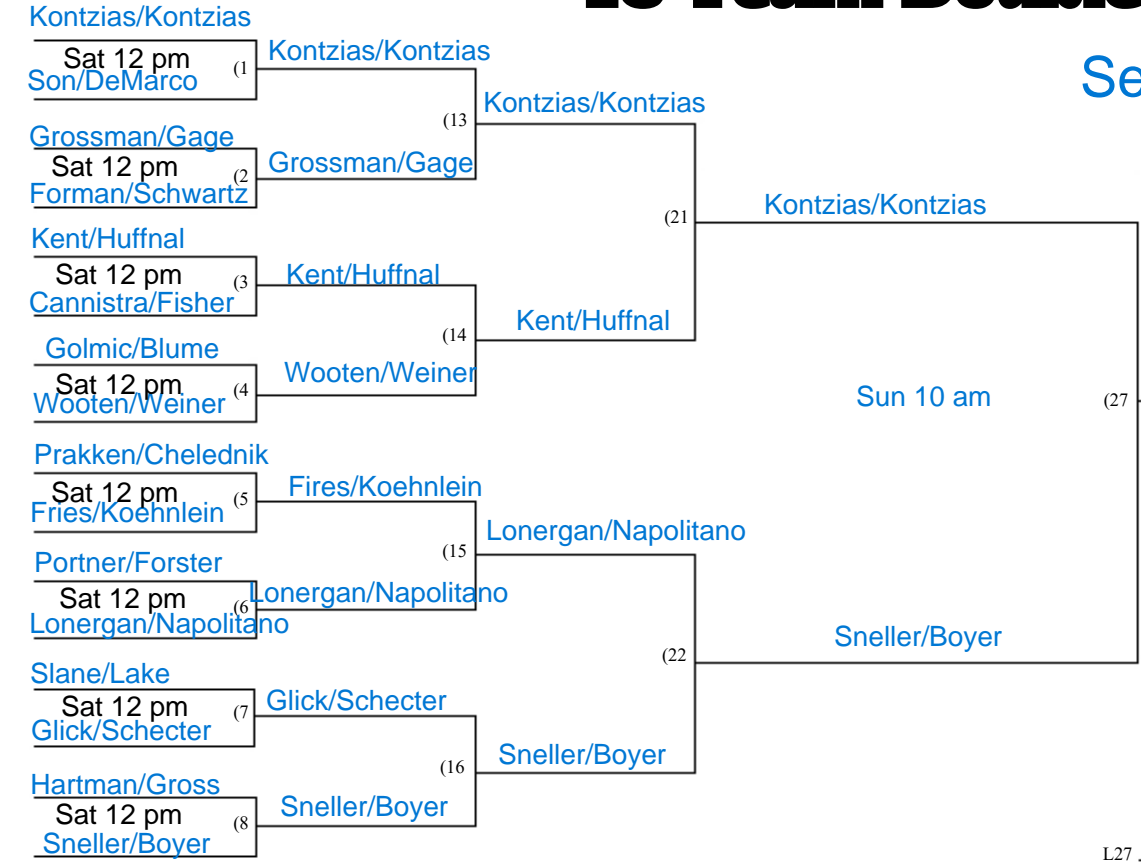 Kontzias/Kontzias
Sat 12 pm
(1
Son/DeMarco
Kontzias/Kontzias
Se
(13
Kontzias/Kontzias
Grossman/Gage
Sat 12 pm
(2
Forman/Schwartz
Grossman/Gage
(21
Kontzias/Kontzias
Kent/Huffnal
Sat 12 pm
(3
Cannistra/Fisher
Kent/Huffnal
(14
Kent/Huffnal
Golmic/Blume
Sat 12 pm
(4
Wooten/Weiner
Wooten/Weiner
Sun 10 am
(27
Prakken/Chelednik
Sat 12 pm
(5
Fries/Koehnlein
Fires/Koehnlein
(15
Lonergan/Napolitano
Portner/Forster
Sat 12 pm
(6
Lonergan/Napolitano
Lonergan/Napolitano
(22
Sneller/Boyer
Slane/Lake
Sat 12 pm
(7
Glick/Schecter
Glick/Schecter
(16
Sneller/Boyer
Hartman/Gross
Sat 12 pm
(8
Sneller/Boyer
Sneller/Boyer
L27